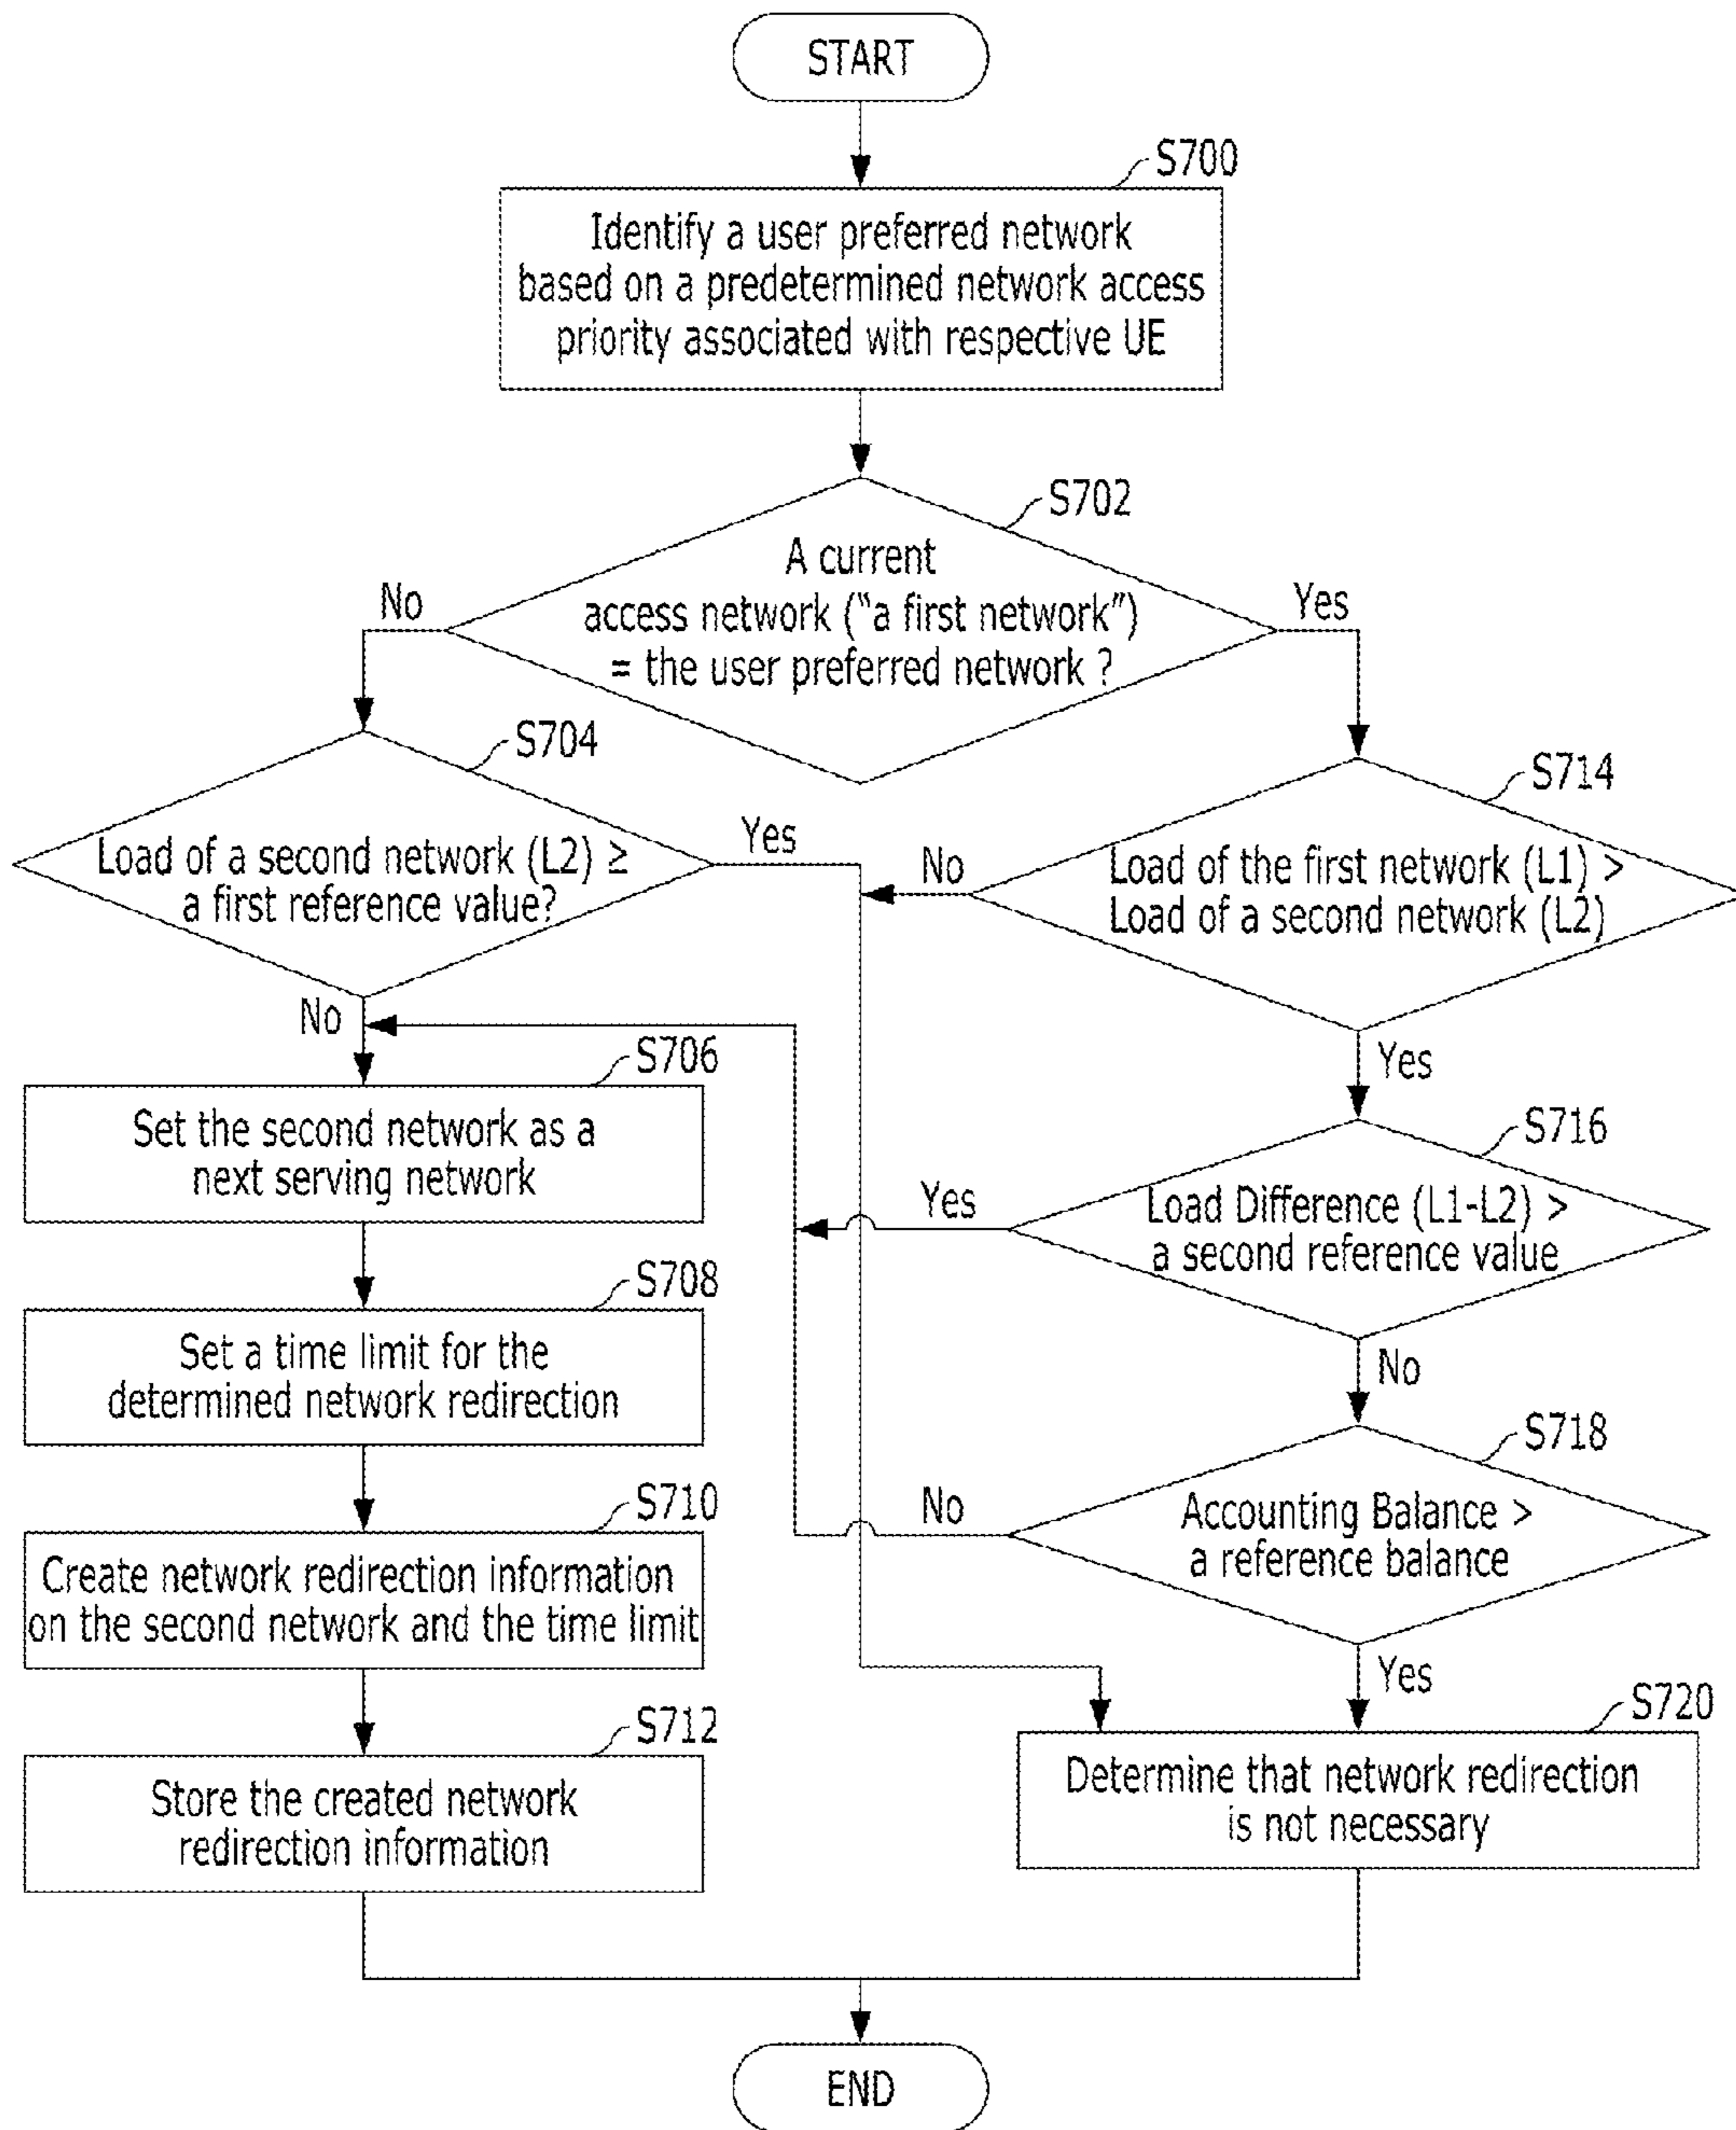 START
S700
Identify a user preferred network
based on a predetermined network access
priority associated with respective UE
S702
A current
access network (“a first network”)
= the user preferred network ?
No
Yes
S704
Load of a second network (L2) ≥
a first reference value?
Yes
No
S714
Load of the first network (L1) >
Load of a second network (L2)
No
Yes
S706
Set the second network as a
next serving network
S716
Load Difference (L1-L2) >
a second reference value
Yes
No
S708
Set a time limit for the
determined network redirection
S718
Accounting Balance >
a reference balance
No
Yes
S710
Create network redirection information
on the second network and the time limit
S712
Store the created network
redirection information
S720
Determine that network redirection
is not necessary
END